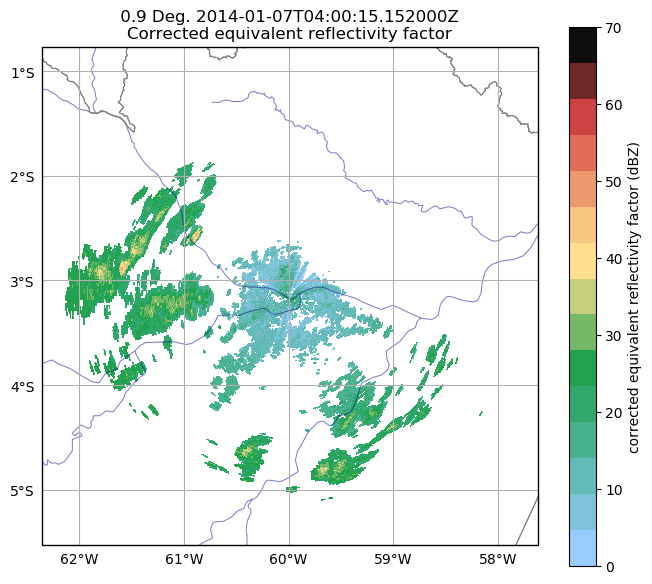 0.9 Deg. 2014-01-07T04:00:15.152000Z
Corrected equivalent reflectivity factor
1°S
2°S
3°S
4°S
5°S
62°W
61°W
60°W
59°W
58°W
70
60
50
40
30
20
10
0
corrected equivalent reflectivity factor (dBZ)